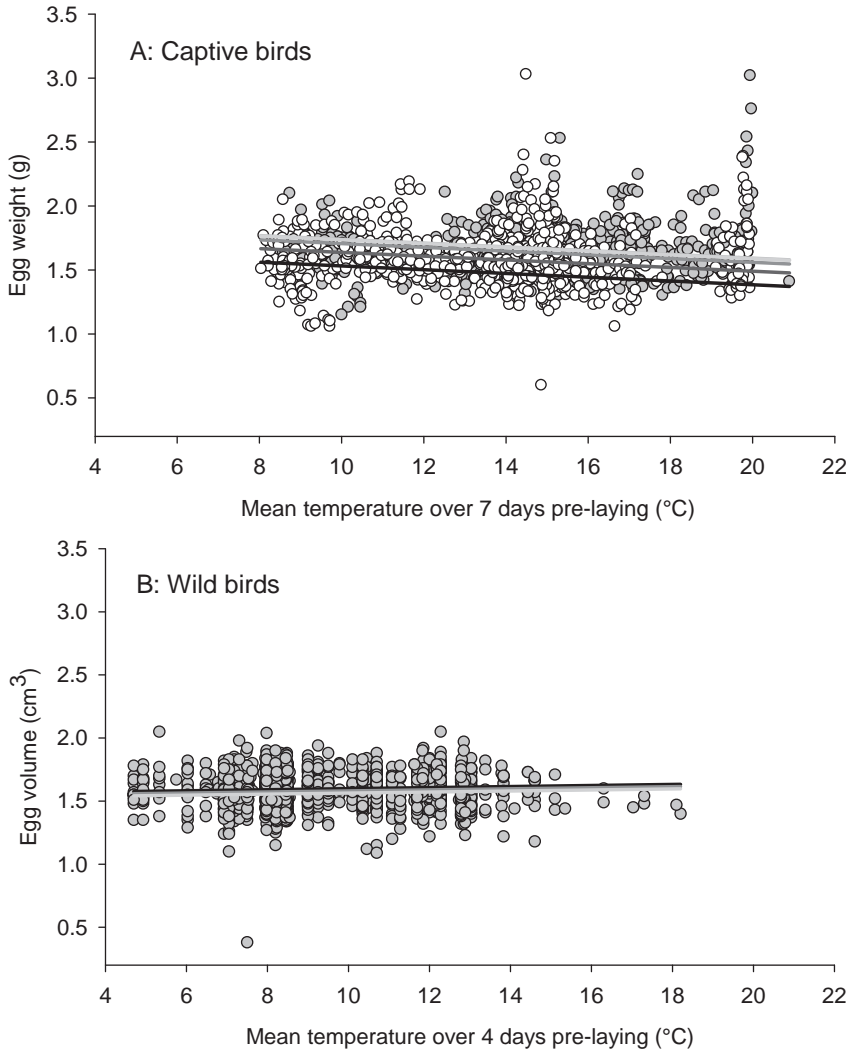 A: Captive birds
Egg weight (g)
3.5
3.0
2.5
2.0
1.5
1.0
0.5
4 6 8 10 12 14 16 18 20 22
Mean temperature over 7 days pre-laying (°C)
B: Wild birds
Egg volume (cm³)
3.5
3.0
2.5
2.0
1.5
1.0
0.5
4 6 8 10 12 14 16 18 20 22
Mean temperature over 4 days pre-laying (°C)